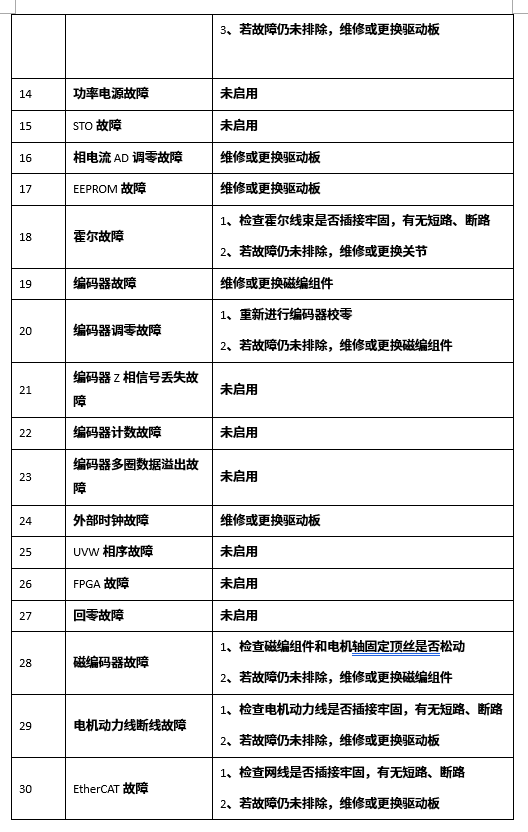 3、若故障仍未排除，维修或更换驱动板
14 功率电源故障 未启用
15 STO 故障 未启用
16 相电流 AD 调零故障 维修或更换驱动板
17 EEPROM 故障 维修或更换驱动板
18 霍尔故障 1、检查霍尔线束是否插接牢固，有无短路、断路
2、若故障仍未排除，维修或更换关节
19 编码器故障 维修或更换磁编组件
20 编码器调零故障 1、重新进行编码器校零
2、若故障仍未排除，维修或更换磁编组件
21 编码器 Z 相信号丢失故
障 未启用
22 编码器计数故障 未启用
23 编码器多圈数据溢出故
障 未启用
24 外部时钟故障 维修或更换驱动板
25 UVW 相序故障 未启用
26 FPGA 故障 未启用
27 回零故障 未启用
28 磁编码器故障 1、检查磁编组件和电机轴固定顶丝是否松动
2、若故障仍未排除，维修或更换磁编组件
29 电机动力线断线故障 1、检查电机动力线是否插接牢固，有无短路、断路
2、若故障仍未排除，维修或更换驱动板
30 EtherCAT 故障 1、检查网线是否插接牢固，有无短路、断路
2、若故障仍未排除，维修或更换驱动板